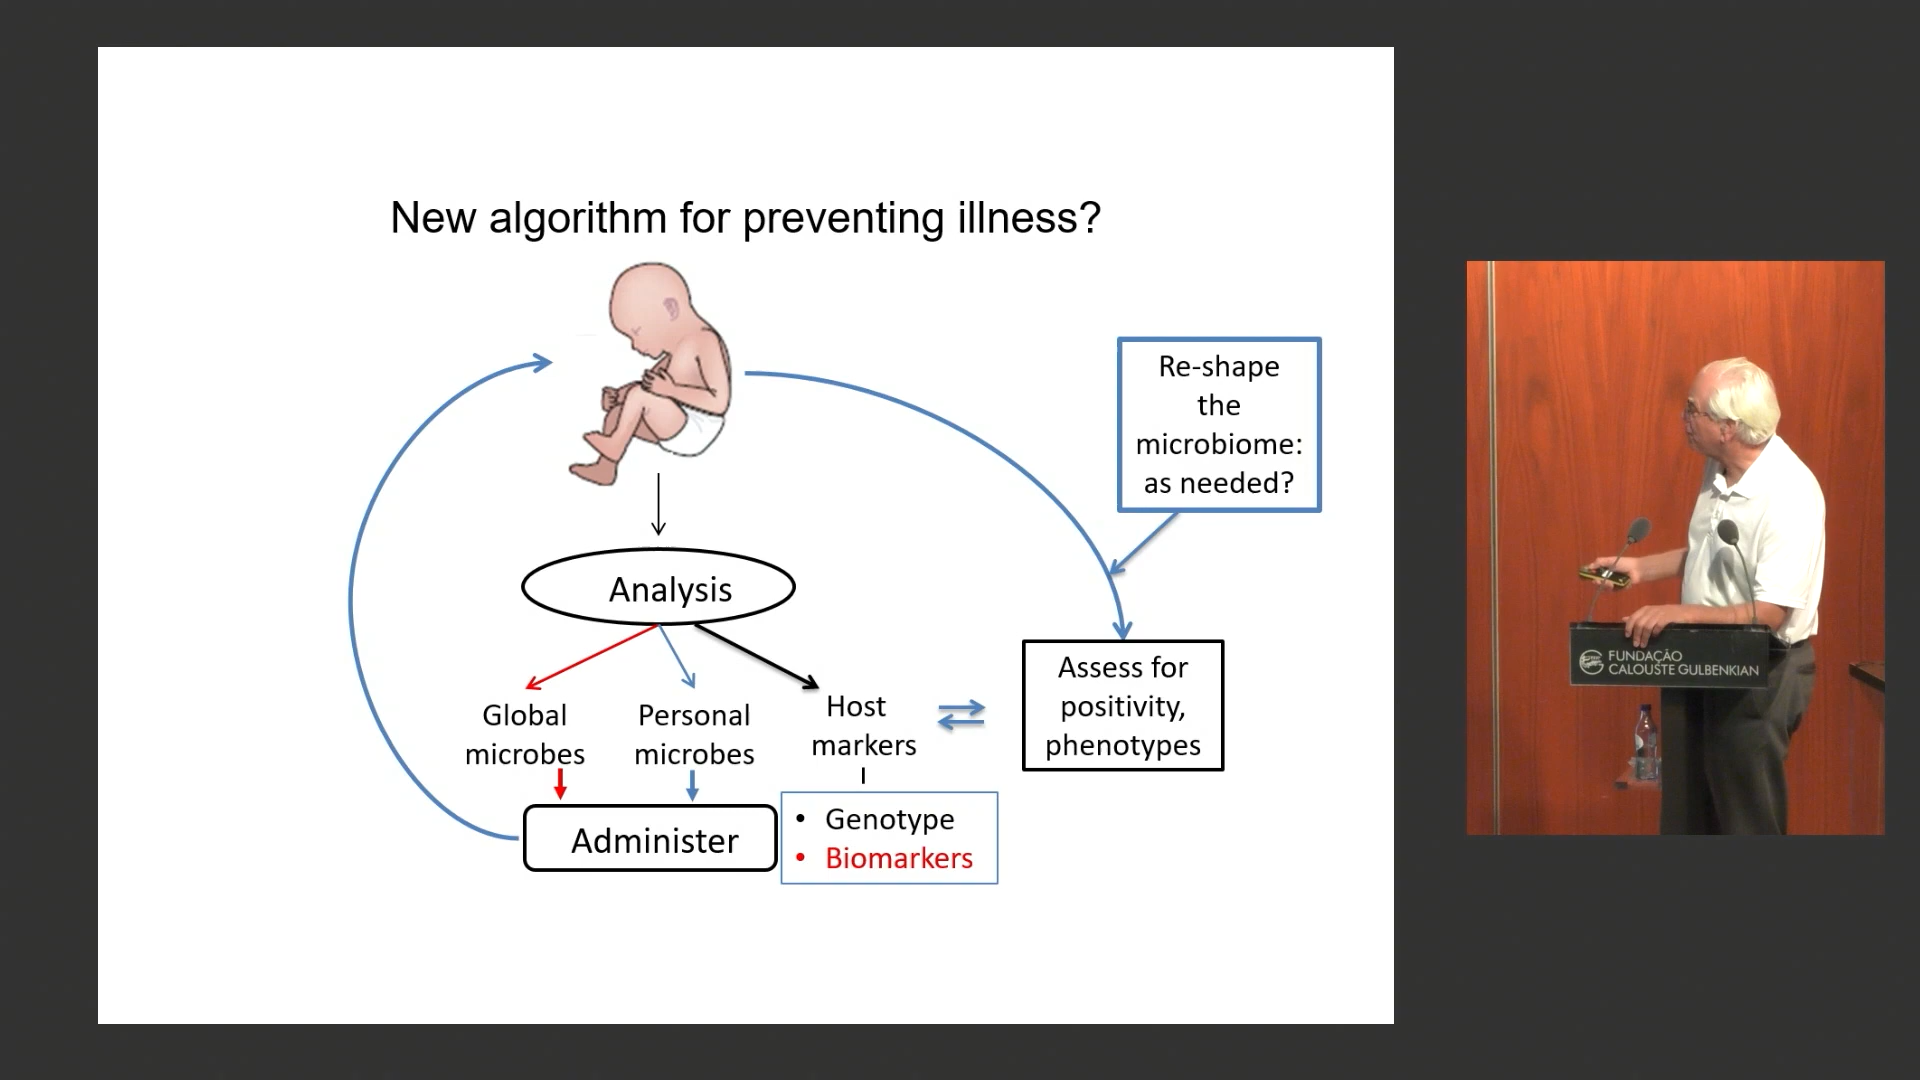 New algorithm for preventing illness?
Re-shape
the
microbiome:
as needed?
Analysis
Global
microbes
Personal
microbes
Host
markers
Assess for
positivity,
phenotypes
Administer
• Genotype
• Biomarkers
FUNDAÇÃO
CALOUSTE GULBENKIAN